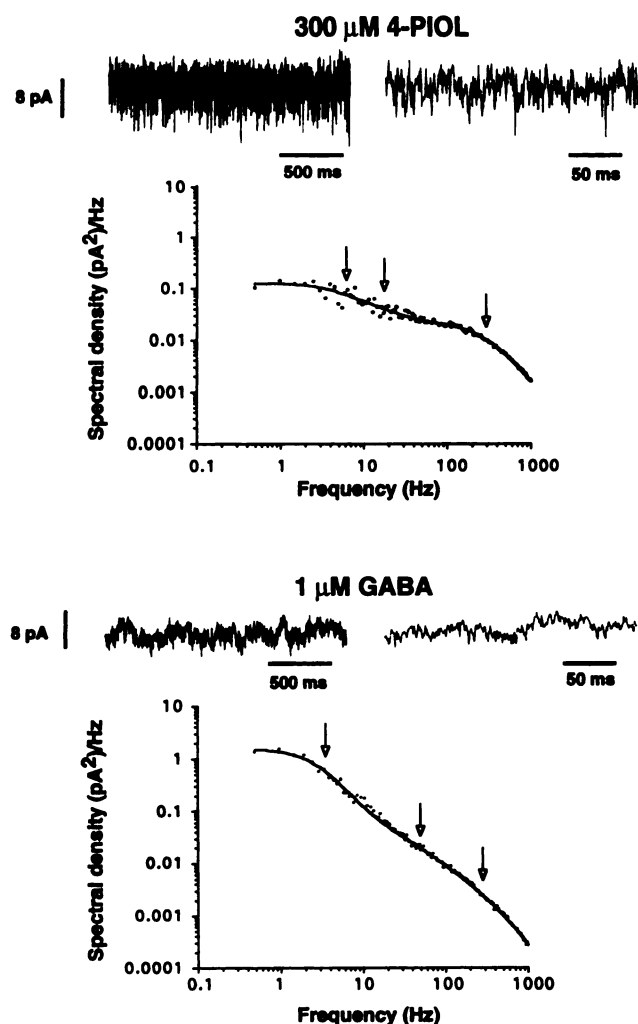 300 μM 4-PIOL
8 pA
500 ms
50 ms
Spectral density (pA2)/Hz
10
1
0.1
0.01
0.001
0.0001
0.1 1 10 100 1000
Frequency (Hz)
1 μM GABA
8 pA
500 ms
50 ms
Spectral density (pA2)/Hz
10
1
0.1
0.01
0.001
0.0001
0.1 1 10 100 1000
Frequency (Hz)